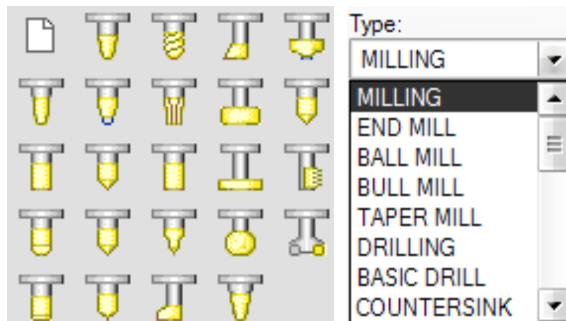 Type:
MILLING
MILLING
END MILL
BALL MILL
BULL MILL
TAPER MILL
DRILLING
BASIC DRILL
COUNTERSINK